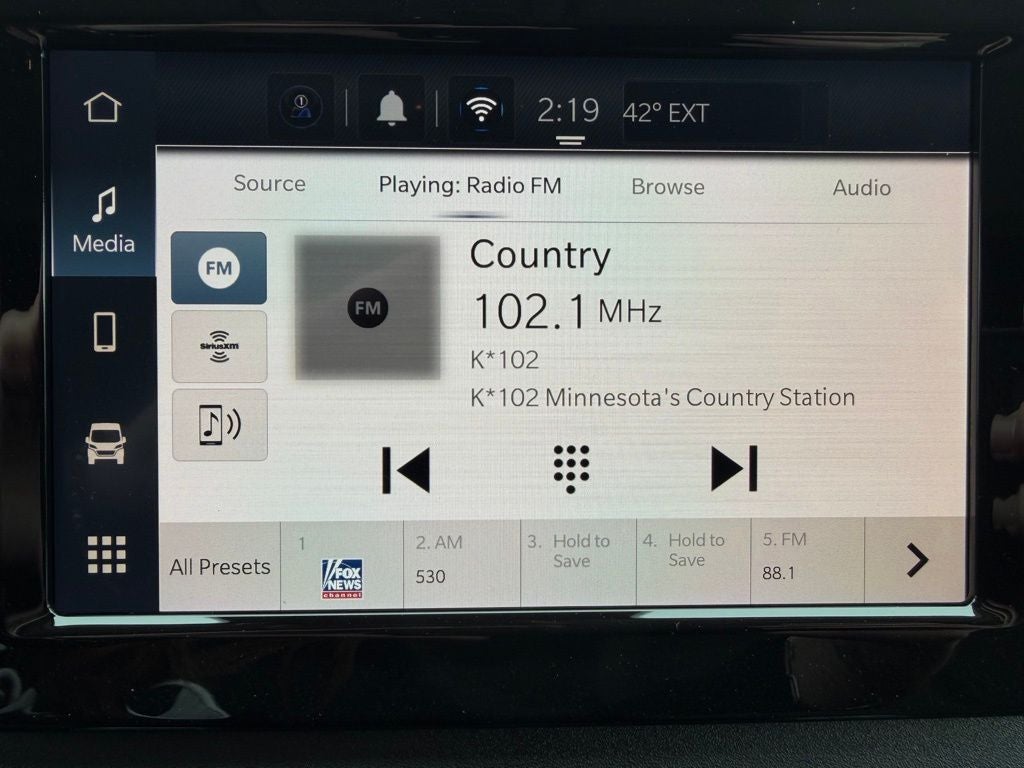 1
2:19
42° EXT
Media
Source
Playing: Radio FM
Browse
Audio
FM
SiriusXM
FM
Country
102.1 MHz
K*102
K*102 Minnesota's Country Station
All Presets
1
FOX
NEWS
channel
2. AM
530
3. Hold to
Save
4. Hold to
Save
5. FM
88.1